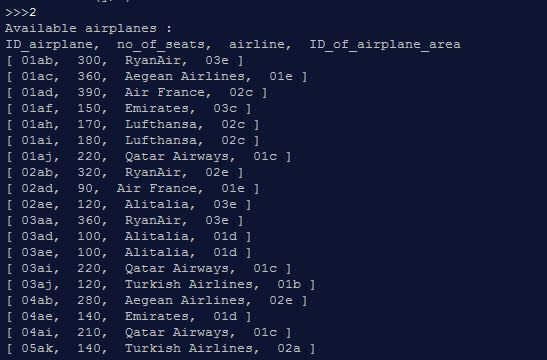 >>>2
Available airplanes :
ID_airplane,  no_of_seats,  airline,  ID_of_airplane_area
[ 01ab,  300,  RyanAir,  03e ]
[ 01ac,  360,  Aegean Airlines,  01e ]
[ 01ad,  390,  Air France,  02c ]
[ 01af,  150,  Emirates,  03c ]
[ 01ah,  170,  Lufthansa,  02c ]
[ 01ai,  180,  Lufthansa,  02c ]
[ 01aj,  220,  Qatar Airways,  01c ]
[ 02ab,  320,  RyanAir,  02e ]
[ 02ad,  90,  Air France,  01e ]
[ 02ae,  120,  Alitalia,  03e ]
[ 03aa,  360,  RyanAir,  03e ]
[ 03ad,  100,  Alitalia,  01d ]
[ 03ae,  100,  Alitalia,  01d ]
[ 03ai,  220,  Qatar Airways,  01c ]
[ 03aj,  120,  Turkish Airlines,  01b ]
[ 04ab,  280,  Aegean Airlines,  02e ]
[ 04ae,  140,  Emirates,  01d ]
[ 04ai,  210,  Qatar Airways,  01c ]
[ 05ak,  140,  Turkish Airlines,  02a ]